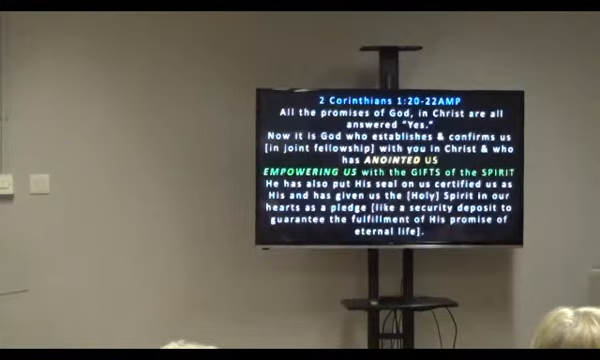 2 Corinthians 1:20-22AMP
All the promises of God, in Christ are all
answered "Yes."
Now it is God who establishes & confirms us
[in joint fellowship] with you in Christ & who
has ANOINTED US
EMPOWERING US with the GIFTS of the SPIRIT
He has also put His seal on us certified us as
His and has given us the [Holy] Spirit in our
hearts as a pledge [like a security deposit to
guarantee the fulfillment of His promise of
eternal life].